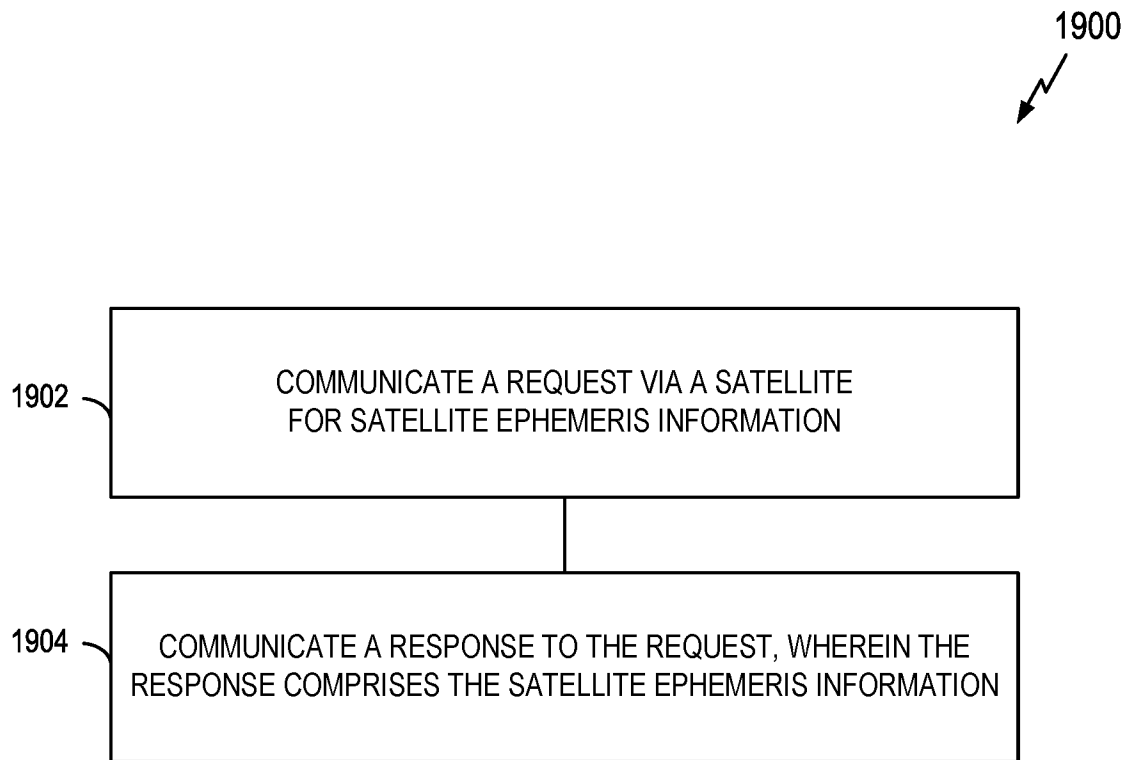 1900
1902
COMMUNICATE A REQUEST VIA A SATELLITE
FOR SATELLITE EPHEMERIS INFORMATION
1904
COMMUNICATE A RESPONSE TO THE REQUEST, WHEREIN THE
RESPONSE COMPRISES THE SATELLITE EPHEMERIS INFORMATION